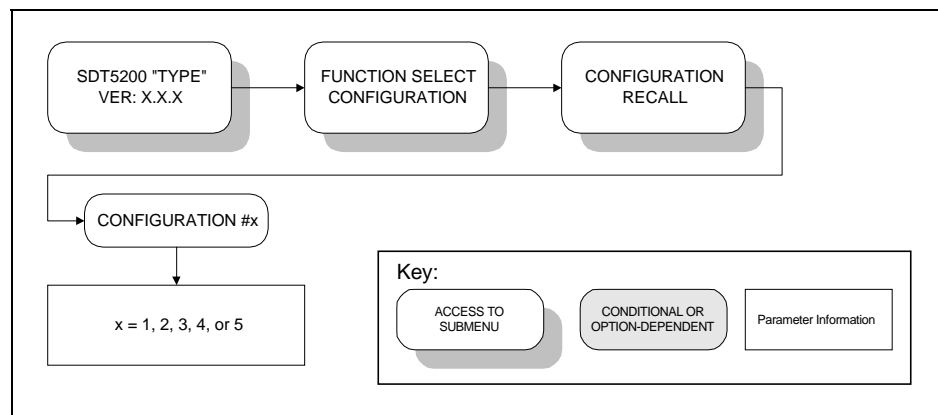 SDT5200 "TYPE"
VER: X.X.X
FUNCTION SELECT
CONFIGURATION
CONFIGURATION
RECALL
CONFIGURATION #x
x = 1, 2, 3, 4, or 5
Key:
ACCESS TO
SUBMENU
CONDITIONAL OR
OPTION-DEPENDENT
Parameter Information